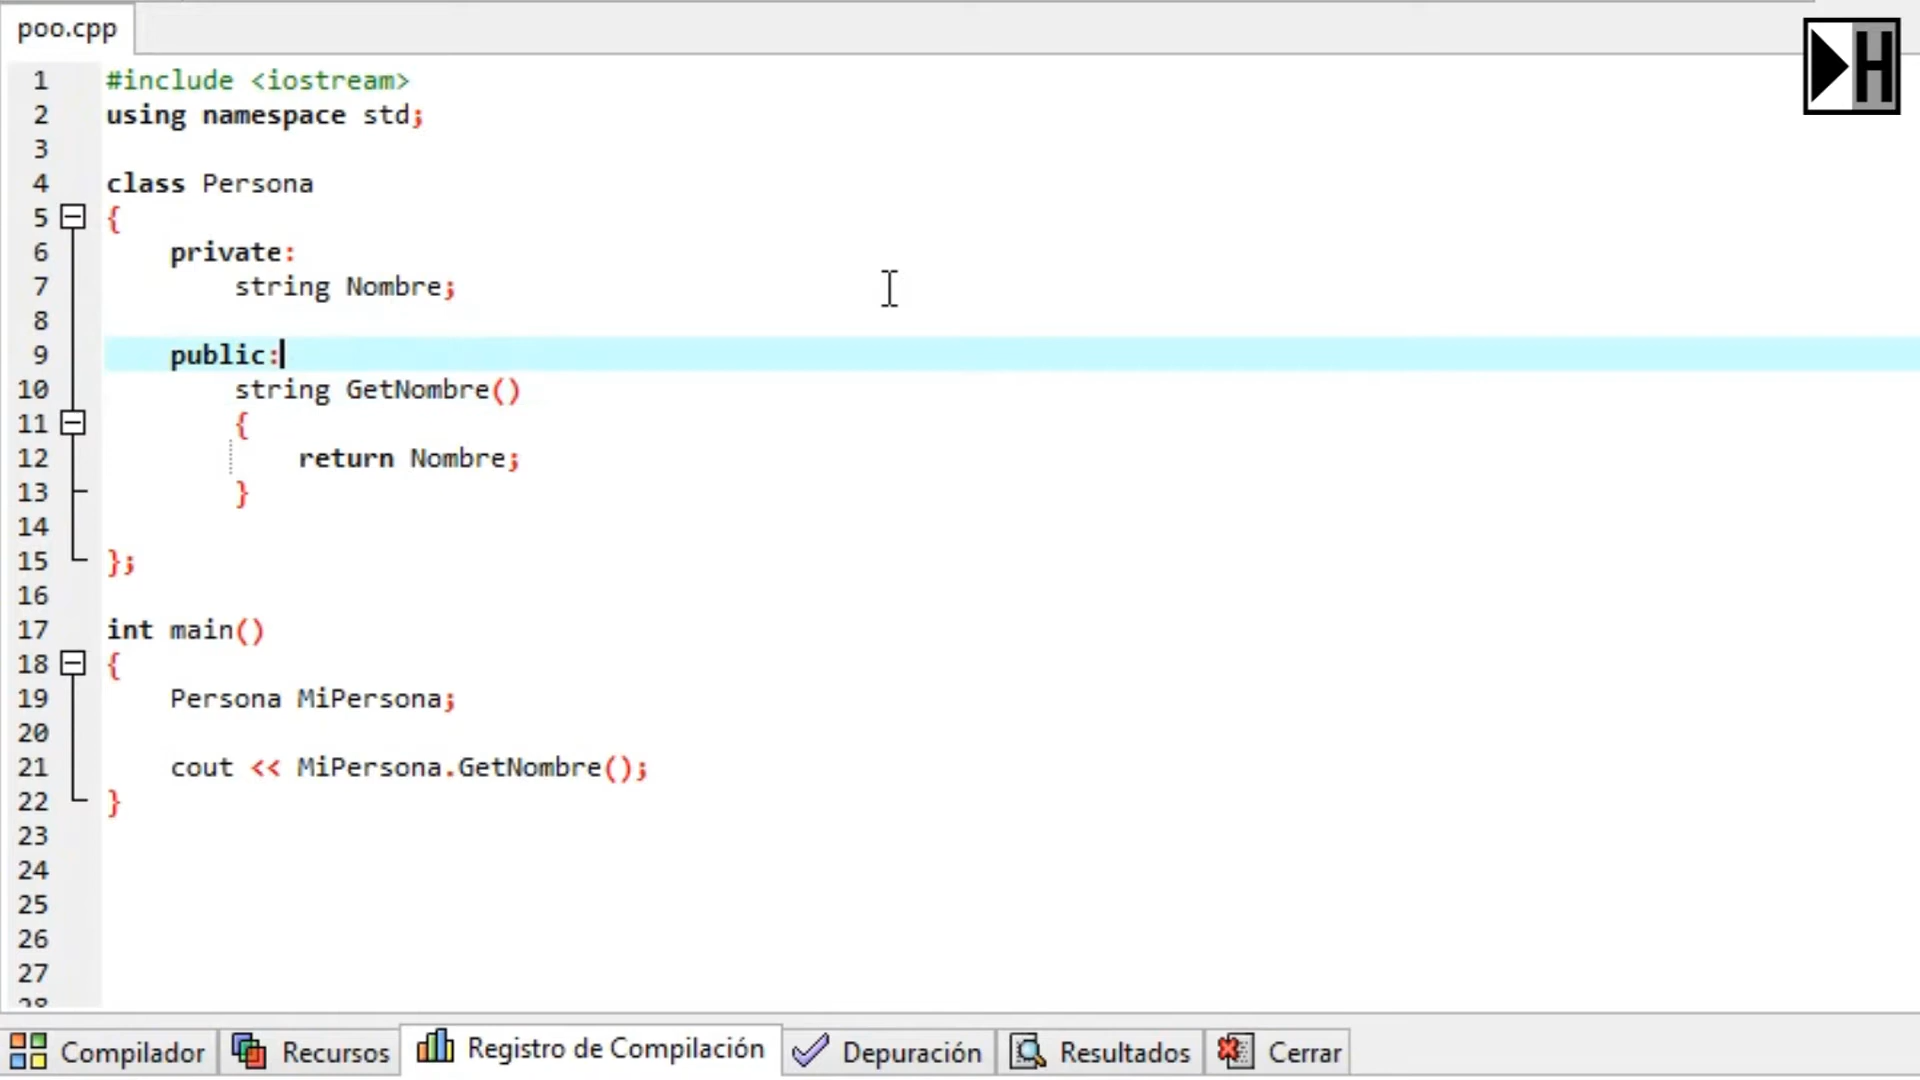 poo.cpp
H
1 #include <iostream>
2 using namespace std;
3
4 class Persona
5 {
6 private:
7 string Nombre;
8
9 public:
10 string GetNombre()
11 {
12 return Nombre;
13 }
14
15 };
16
17 int main()
18 {
19 Persona MiPersona;
20
21 cout << MiPersona.GetNombre();
22 }
23
24
25
26
27
28
Compilador Recursos Registro de Compilación Depuración Resultados Cerrar